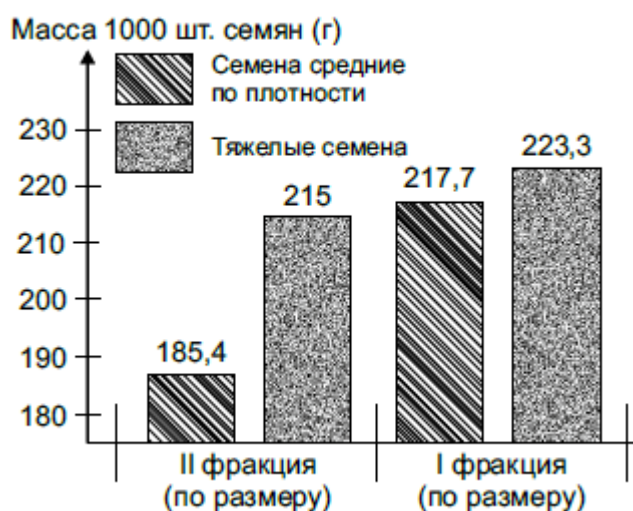 Масса 1000 шт. семян (г)
Семена средние
по плотности
Тяжелые семена
230
220
210
200
190
180
185,4
215
217,7
223,3
II фракция
(по размеру)
I фракция
(по размеру)